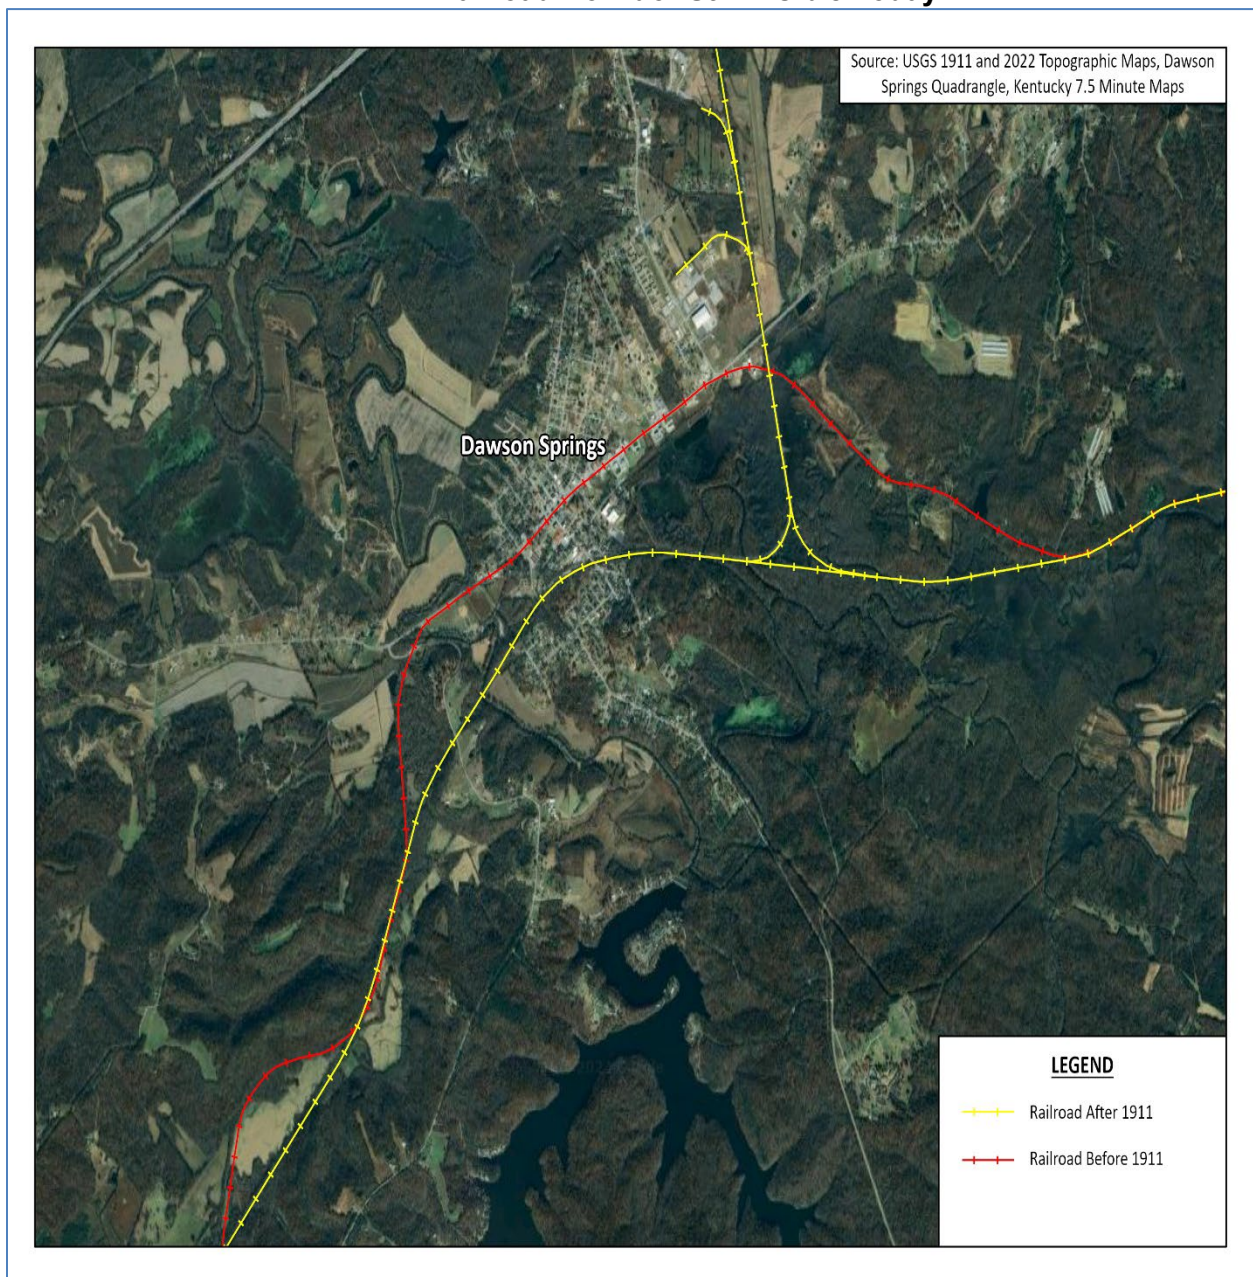 Source: USGS 1911 and 2022 Topographic Maps, Dawson
Springs Quadrangle, Kentucky 7.5 Minute Maps
Dawson Springs
LEGEND
Railroad After 1911
Railroad Before 1911